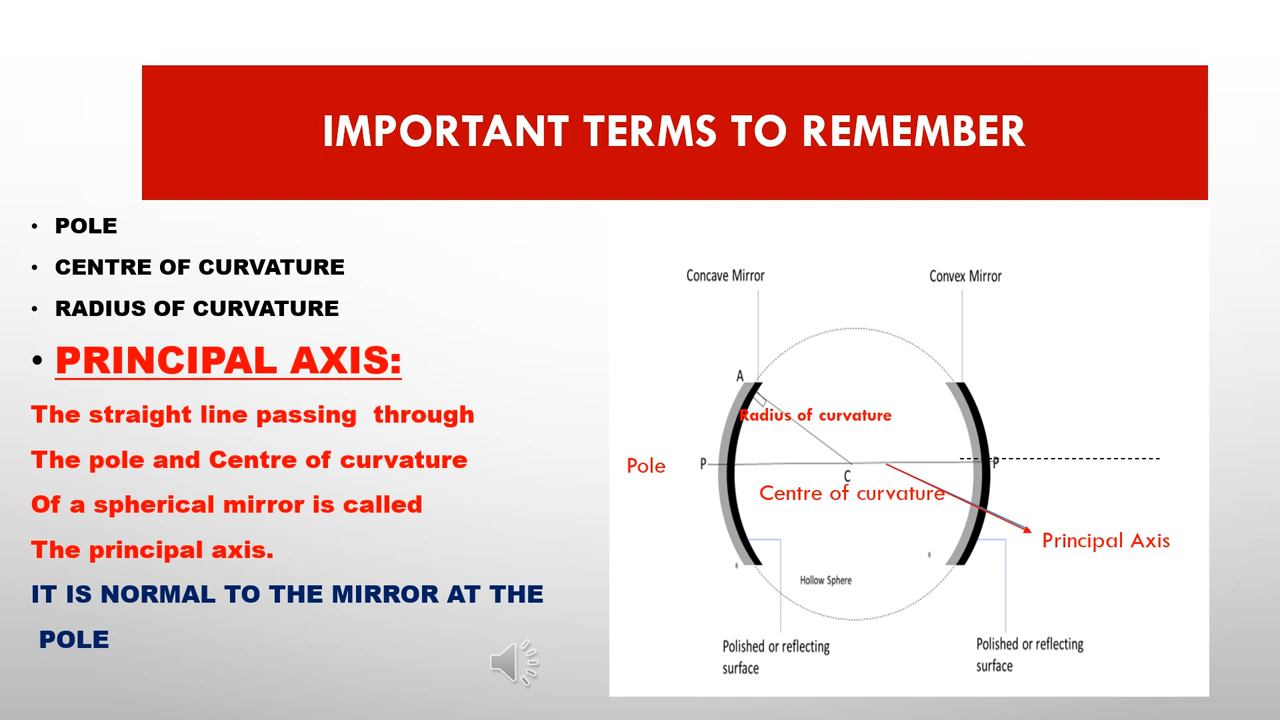 IMPORTANT TERMS TO REMEMBER
• POLE
• CENTRE OF CURVATURE
• RADIUS OF CURVATURE
• PRINCIPAL AXIS:
The straight line passing through
The pole and Centre of curvature
Of a spherical mirror is called
The principal axis.
IT IS NORMAL TO THE MIRROR AT THE
POLE
Concave Mirror
Convex Mirror
A
Radius of curvature
Pole
P
C
P
Centre of curvature
Principal Axis
Hollow Sphere
Polished or reflecting
surface
Polished or reflecting
surface